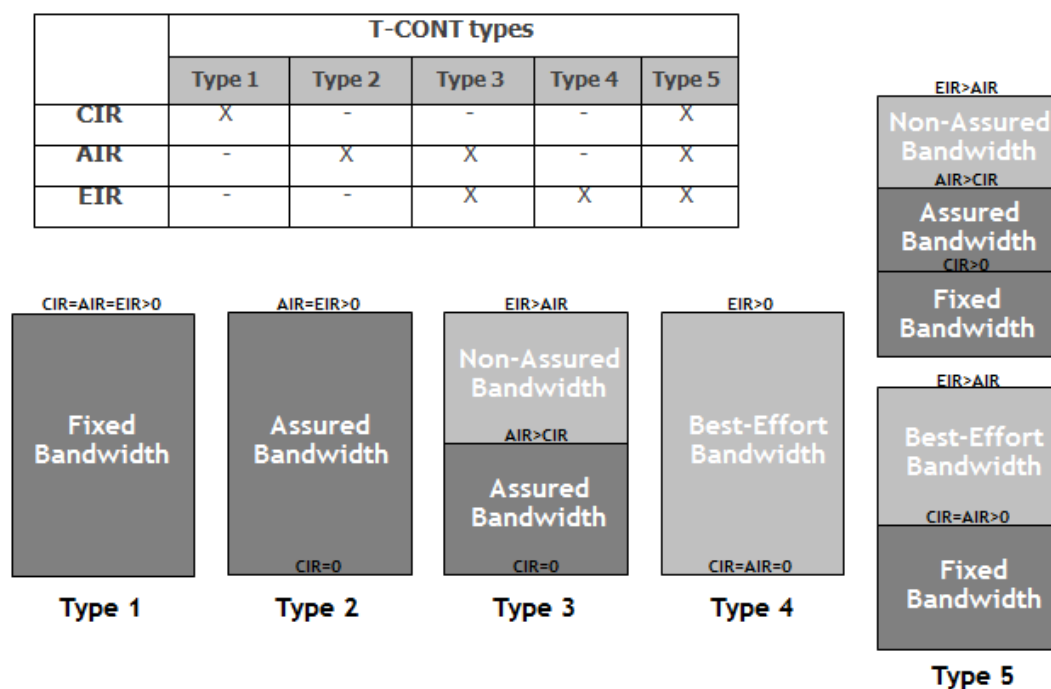 T-CONT types
Type 1 Type 2 Type 3 Type 4 Type 5
CIR X - - - X
AIR - X X - X
EIR - - X X X
CIR=AIR=EIR>0
Fixed
Bandwidth
Type 1
AIR=EIR>0
Assured
Bandwidth
CIR=0
Type 2
EIR>AIR
Non-Assured
Bandwidth
AIR>CIR
Assured
Bandwidth
CIR=0
Type 3
EIR>0
Best-Effort
Bandwidth
CIR=AIR=0
Type 4
EIR>AIR
Non-Assured
Bandwidth
AIR>CIR
Assured
Bandwidth
CIR>0
Fixed
Bandwidth
EIR>AIR
Best-Effort
Bandwidth
CIR=AIR>0
Fixed
Bandwidth
Type 5